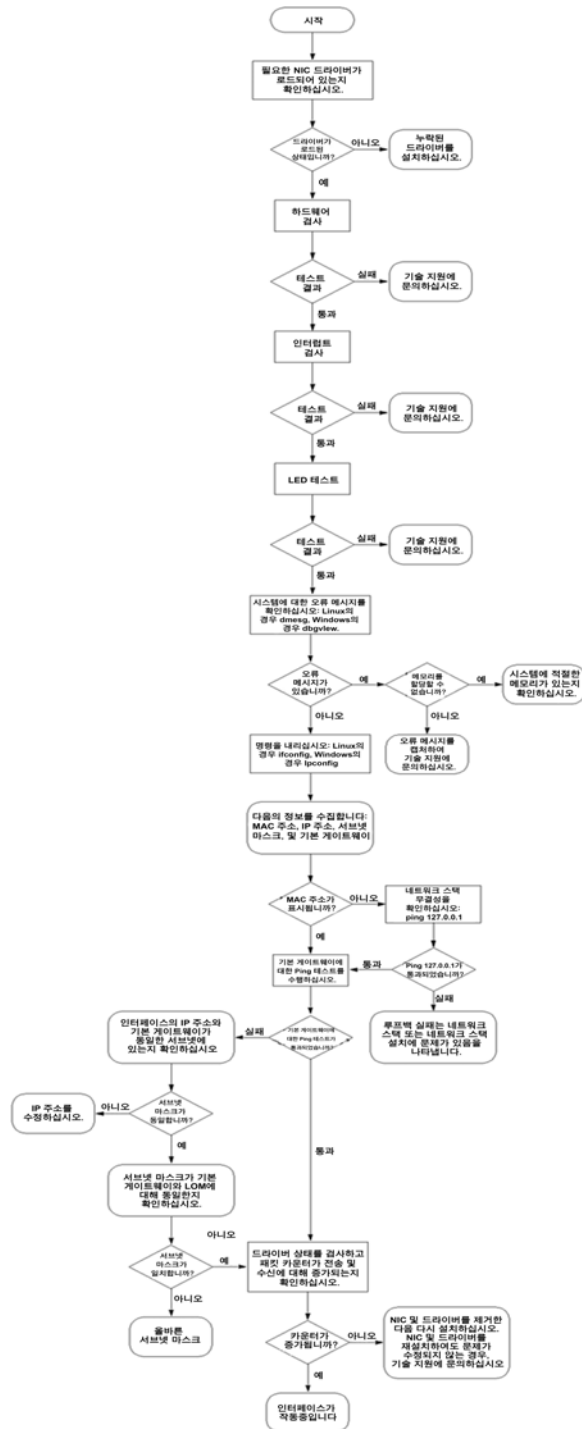 시작
필요한 NIC 드라이버가
로드되어 있는지
확인하십시오.
드라이버가
로드된
상태입니까?
아니오
누락된
드라이버를
설치하십시오.
예
하드웨어
검사
테스트
결과
실패
기술 지원에
문의하십시오.
통과
인터럽트
검사
테스트
결과
실패
기술 지원에
문의하십시오.
통과
LED 테스트
테스트
결과
실패
기술 지원에
문의하십시오.
통과
시스템에 대한 오류 메시지를
확인하십시오: Linux의
경우 dmesg, Windows의
경우 dbgview.
오류
메시지가
있습니까?
예
메모리를
할당할 수
없습니까?
예
시스템에 적절한
메모리가 있는지
확인하십시오.
아니오
아니오
오류 메시지를
캡처하여
기술 지원에
문의하십시오.
명령을 내리십시오: Linux의
경우 ifconfig, Windows의
경우 ipconfig
다음의 정보를 수집합니다:
MAC 주소, IP 주소, 서브넷
마스크, 및 기본 게이트웨이
MAC 주소가
표시됩니까?
아니오
네트워크 스택
무결성을
확인하십시오:
ping 127.0.0.1
예
기본 게이트웨이에
대한 Ping 테스트를
수행하십시오.
통과
Ping 127.0.0.1가
통과되었습니까?
실패
루프백 실패는 네트워크
스택 또는 네트워크 스택
설치에 문제가 있음을
나타냅니다.
기본 게이트웨이에
대한 Ping 테스트가
통과되었습니까?
실패
인터페이스의 IP 주소와
기본 게이트웨이가
동일한 서브넷에
있는지 확인하십시오
서브넷
마스크가
동일합니까?
아니오
IP 주소를
수정하십시오.
예
통과
서브넷 마스크가 기본
게이트웨이와 LOM에
대해 동일한지
확인하십시오.
아니오
서브넷
마스크가
일치합니까?
예
드라이버 상태를 검사하고
패킷 카운터가 전송 및
수신에 대해 증가되는지
확인하십시오.
아니오
올바른
서브넷 마스크
카운터가
증가됩니까?
아니오
NIC 및 드라이버를 제거한
다음 다시 설치하십시오.
NIC 및 드라이버를
재설치하여도 문제가
수정되지 않는 경우,
기술 지원에 문의하십시오
예
인터페이스가
작동중입니다